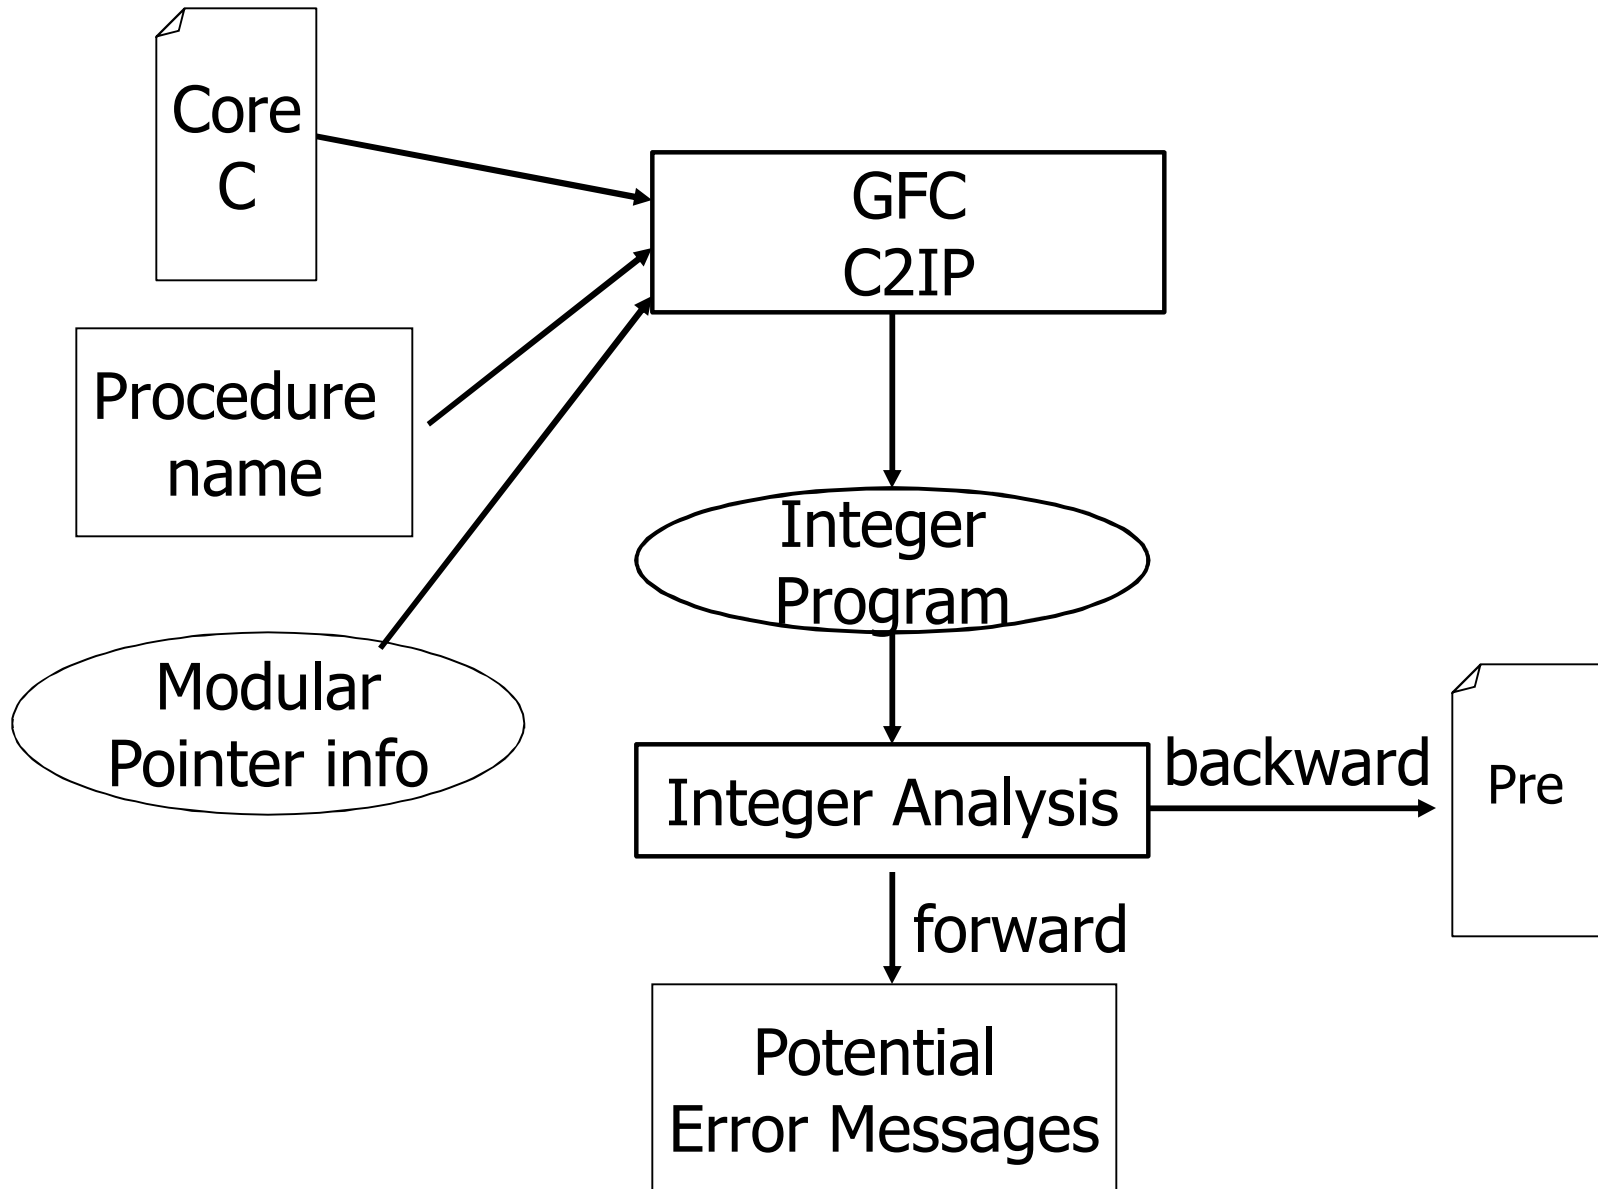 Core
C
GFC
C2IP
Procedure
name
Integer
Program
Modular
Pointer info
backward
Pre
Integer Analysis
forward
Potential
Error Messages